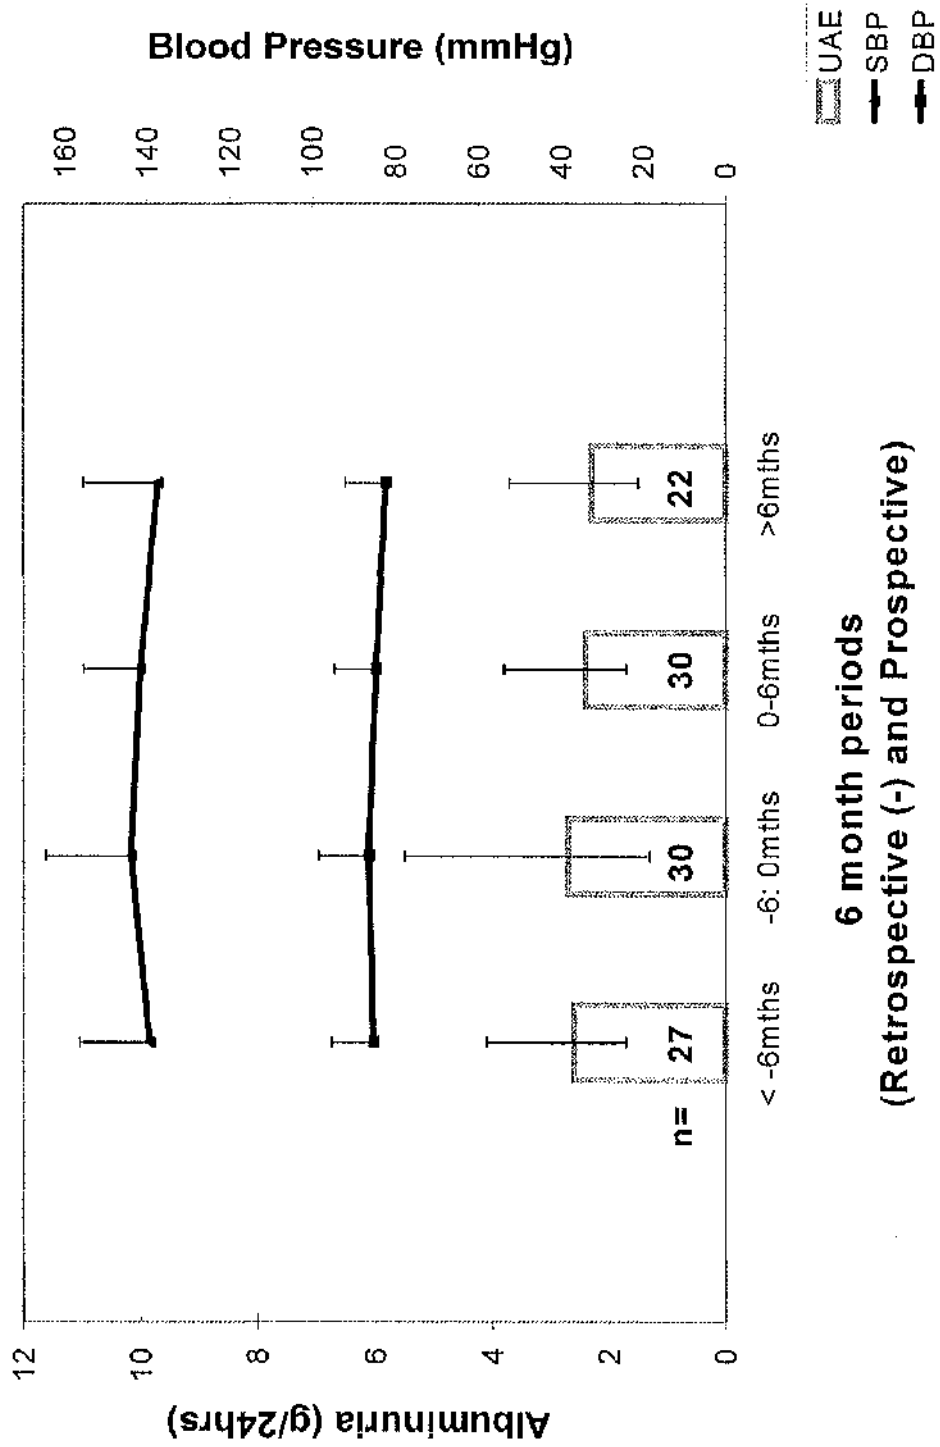 Blood Pressure (mmHg)
160
140
120
100
80
60
40
20
0
UAE
SBP
DBP
12
10
8
6
4
2
0
Albuminuria (g/24hrs)
n=
27
30
30
22
< -6mths
-6: 0mths
0-6mths
>6mths
6 month periods
(Retrospective (-) and Prospective)